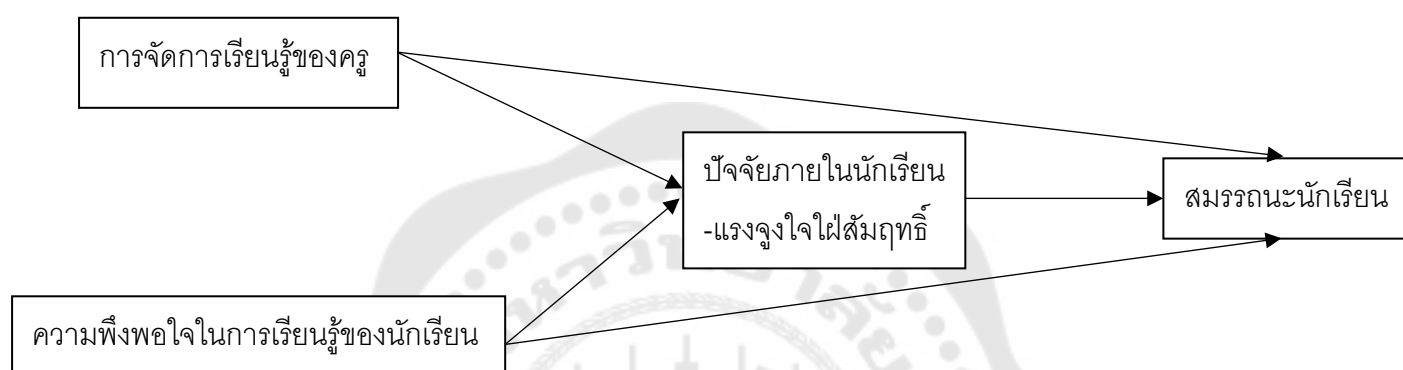 การจัดการเรียนรู้ของครู
ปัจจัยภายในนักเรียน
-แรงจูงใจใฝ่สัมฤทธิ์
สมรรถนะนักเรียน
ความพึงพอใจในการเรียนรู้ของนักเรียน